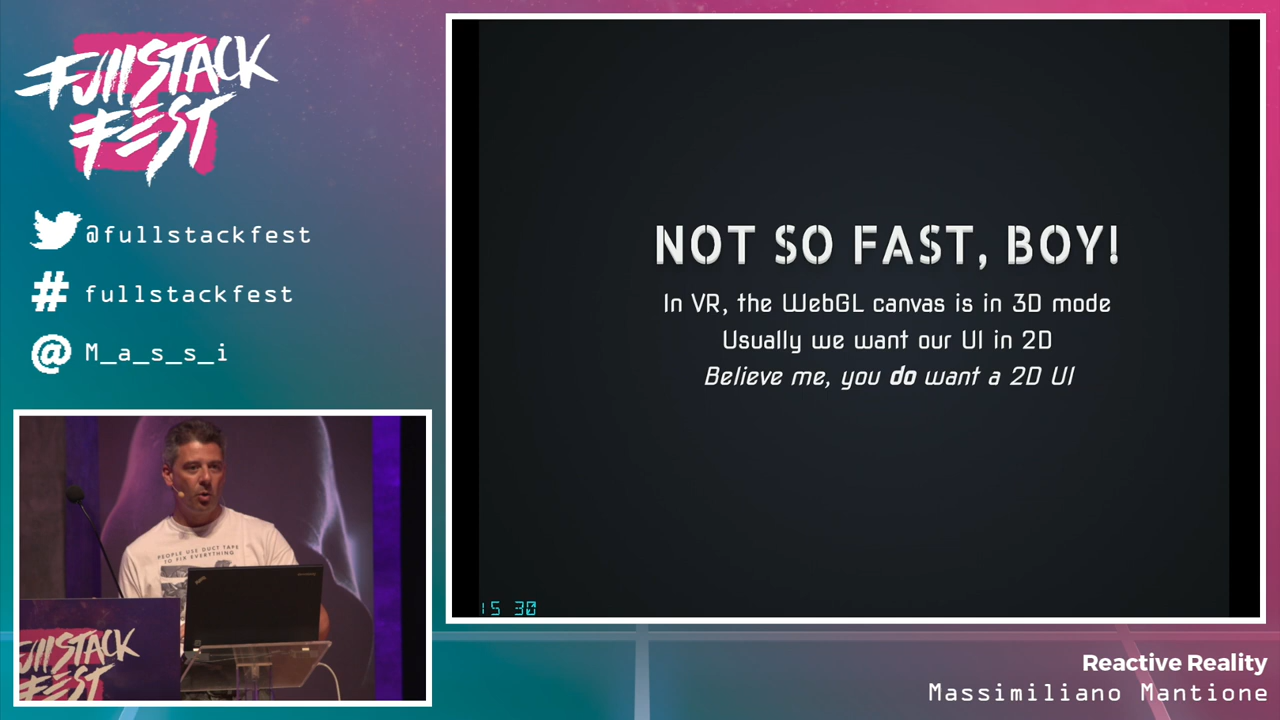 FullSTACK
FEST
@fullstackfest
# fullstackfest
@ M_a_s_s_i
NOT SO FAST, BOY!
In VR, the WebGL canvas is in 3D mode
Usually we want our UI in 2D
Believe me, you do want a 2D UI
15 30
PEOPLE USE DUCT TAPE
TO FIX EVERYTHING
FullSTACK
FEST
Reactive Reality
Massimiliano Mantione